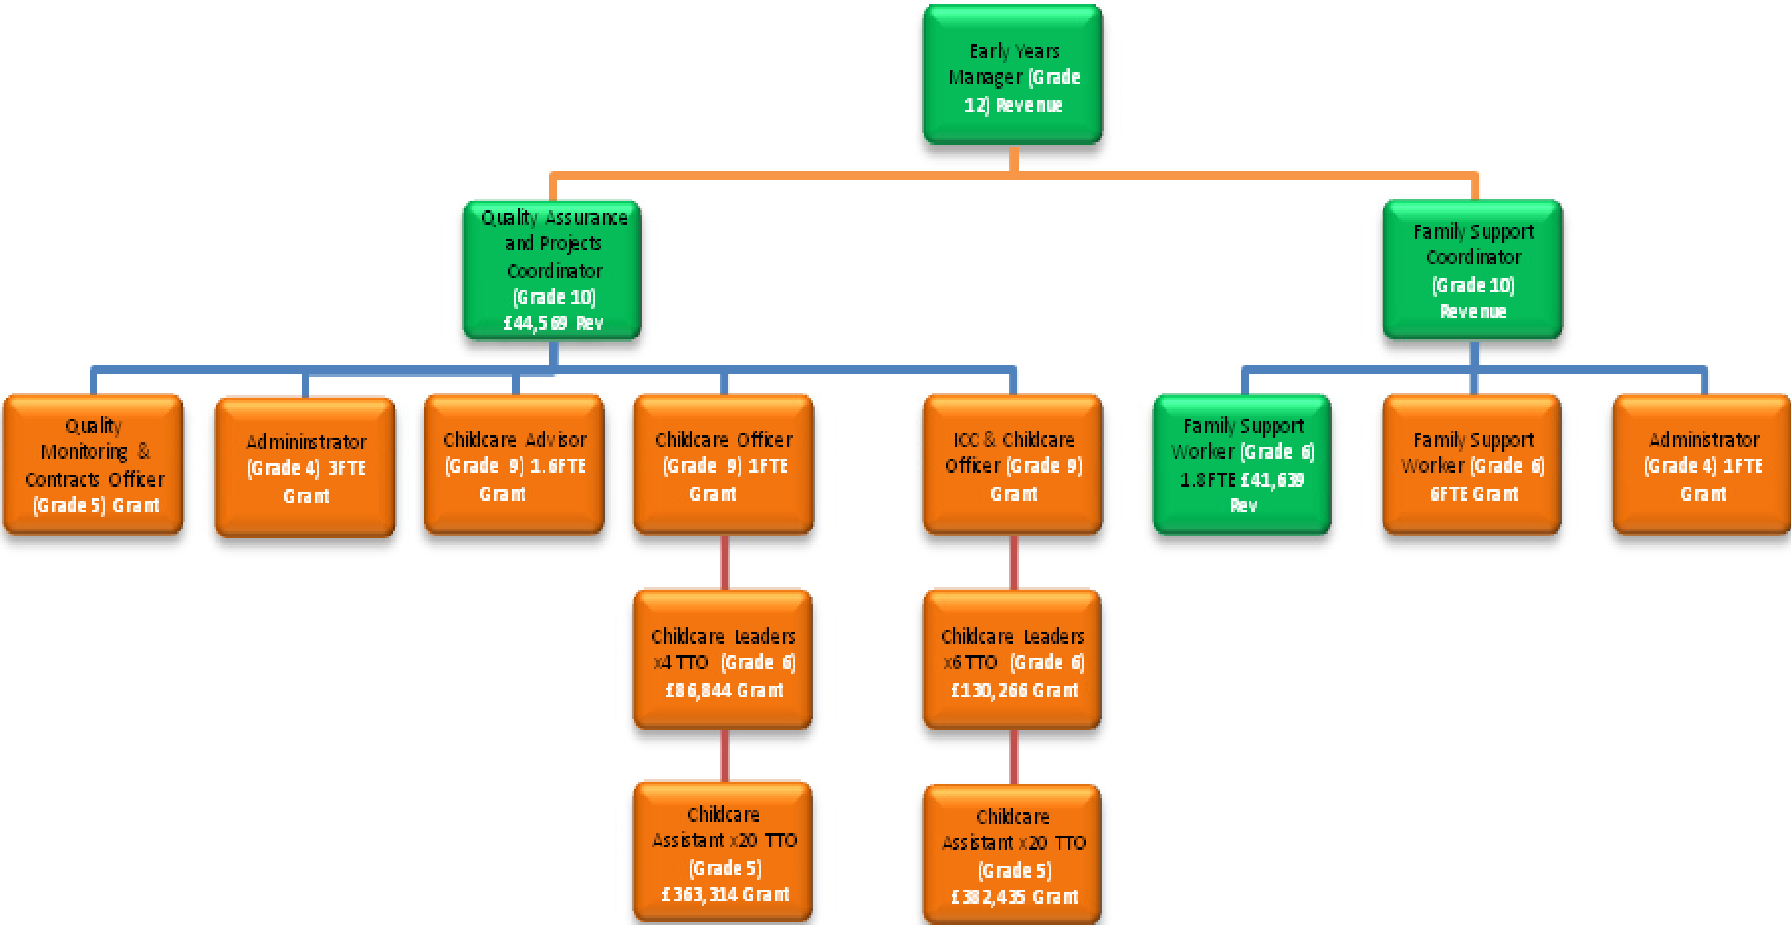 Early Years
Manager (Grade
12) Revenue
Quality Assurance
and Projects
Coordinator
(Grade 10)
£44,569 Rev
Family Support
Coordinator
(Grade 10)
Revenue
Quality
Monitoring &
Contracts Officer
(Grade 5) Grant
Admininstrator
(Grade 4) 3FTE
Grant
Childcare Advisor
(Grade 9) 1.6FTE
Grant
Childcare Officer
(Grade 9) 1FTE
Grant
ICC & Childcare
Officer (Grade 9)
Grant
Family Support
Worker (Grade 6)
1.8FTE £41,639
Rev
Family Support
Worker (Grade 6)
6FTE Grant
Administrator
(Grade 4) 1FTE
Grant
Childcare Leaders
x4 TTO (Grade 6)
£86,844 Grant
Childcare Leaders
x6 TTO (Grade 6)
£130,266 Grant
Childcare
Assistant x20 TTO
(Grade 5)
£363,314 Grant
Childcare
Assistant x20 TTO
(Grade 5)
£382,435 Grant